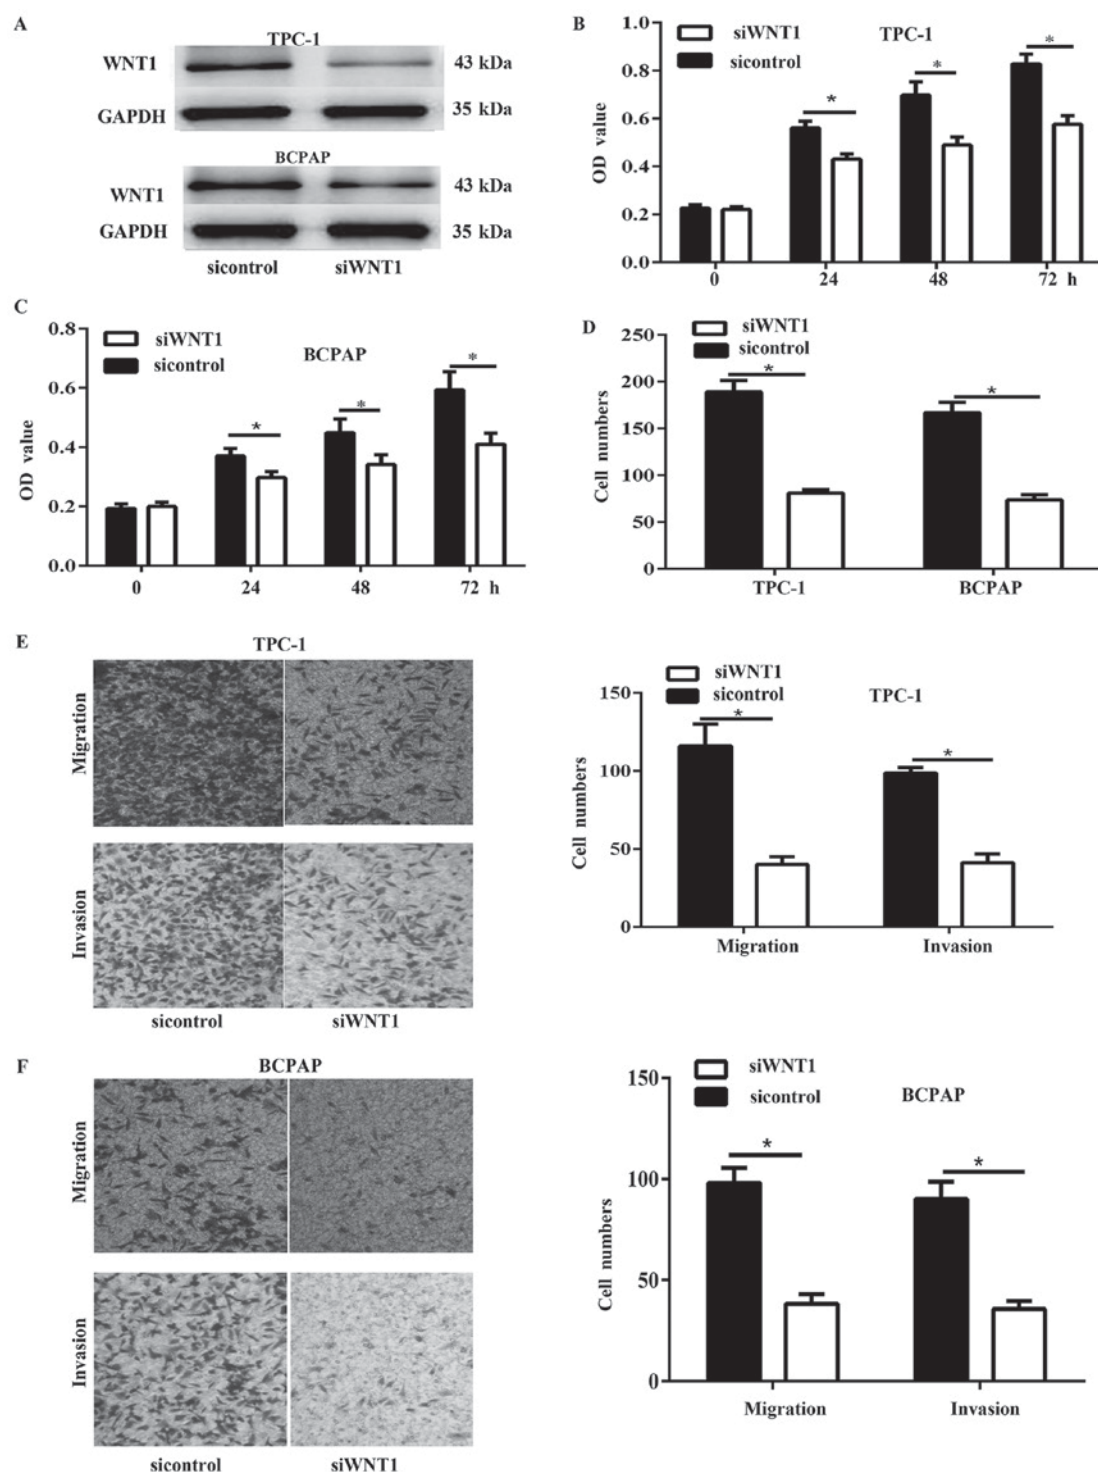 A
TPC-1
WNT1
43 kDa
GAPDH
35 kDa
BCPAP
WNT1
43 kDa
GAPDH
35 kDa
sicontrol siWNT1
B
siWNT1
sicontrol
TPC-1
OD value
1.0
0.8
0.6
0.4
0.2
0.0
* * *
0 24 48 72 h
C
siWNT1
sicontrol
BCPAP
OD value
0.8
0.6
0.4
0.2
0.0
* * *
0 24 48 72 h
D
siWNT1
sicontrol
Cell numbers
250
200
150
100
50
0
* *
TPC-1 BCPAP
E
TPC-1
Migration
Invasion
sicontrol siWNT1
siWNT1
sicontrol
TPC-1
Cell numbers
150
100
50
0
* *
Migration Invasion
F
BCPAP
Migration
Invasion
sicontrol siWNT1
siWNT1
sicontrol
BCPAP
Cell numbers
150
100
50
0
* *
Migration Invasion